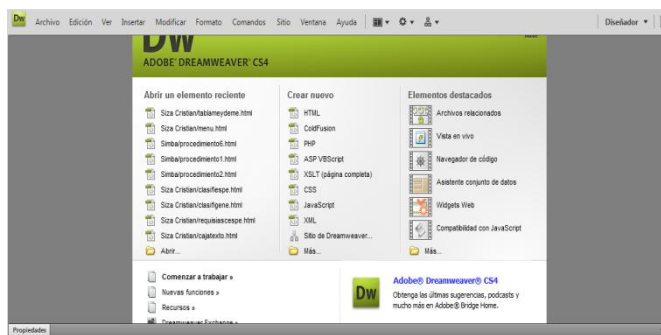 Dw Archivo Edición Ver Insertar Modificar Formato Comandos Sitio Ventana Ayuda Diseñador
DW
ADOBE® DREAMWEAVER® CS4
Abrir un elemento reciente
Siza Cristian/tablameydeme.html
Siza Cristian/menu.html
Simba/procedimiento6.html
Simba/procedimiento1.html
Simba/procedimiento2.html
Siza Cristian/clasifiespe.html
Siza Cristian/clasifigene.html
Siza Cristian/requisiascespe.html
Siza Cristian/cajatexto.html
Abrir...
Crear nuevo
HTML
ColdFusion
PHP
ASP VBScript
XSLT (página completa)
CSS
JavaScript
XML
Sitio de Dreamweaver...
Más...
Elementos destacados
Archivos relacionados
Vista en vivo
Navegador de código
Asistente conjunto de datos
Widgets Web
Compatibilidad con JavaScript
Más...
Comenzar a trabajar »
Nuevas funciones »
Recursos »
Dreamweaver Exchange »
Dw
Adobe® Dreamweaver® CS4
Obtenga las últimas sugerencias, podcasts y
mucho más en Adobe® Bridge Home.
Propiedades